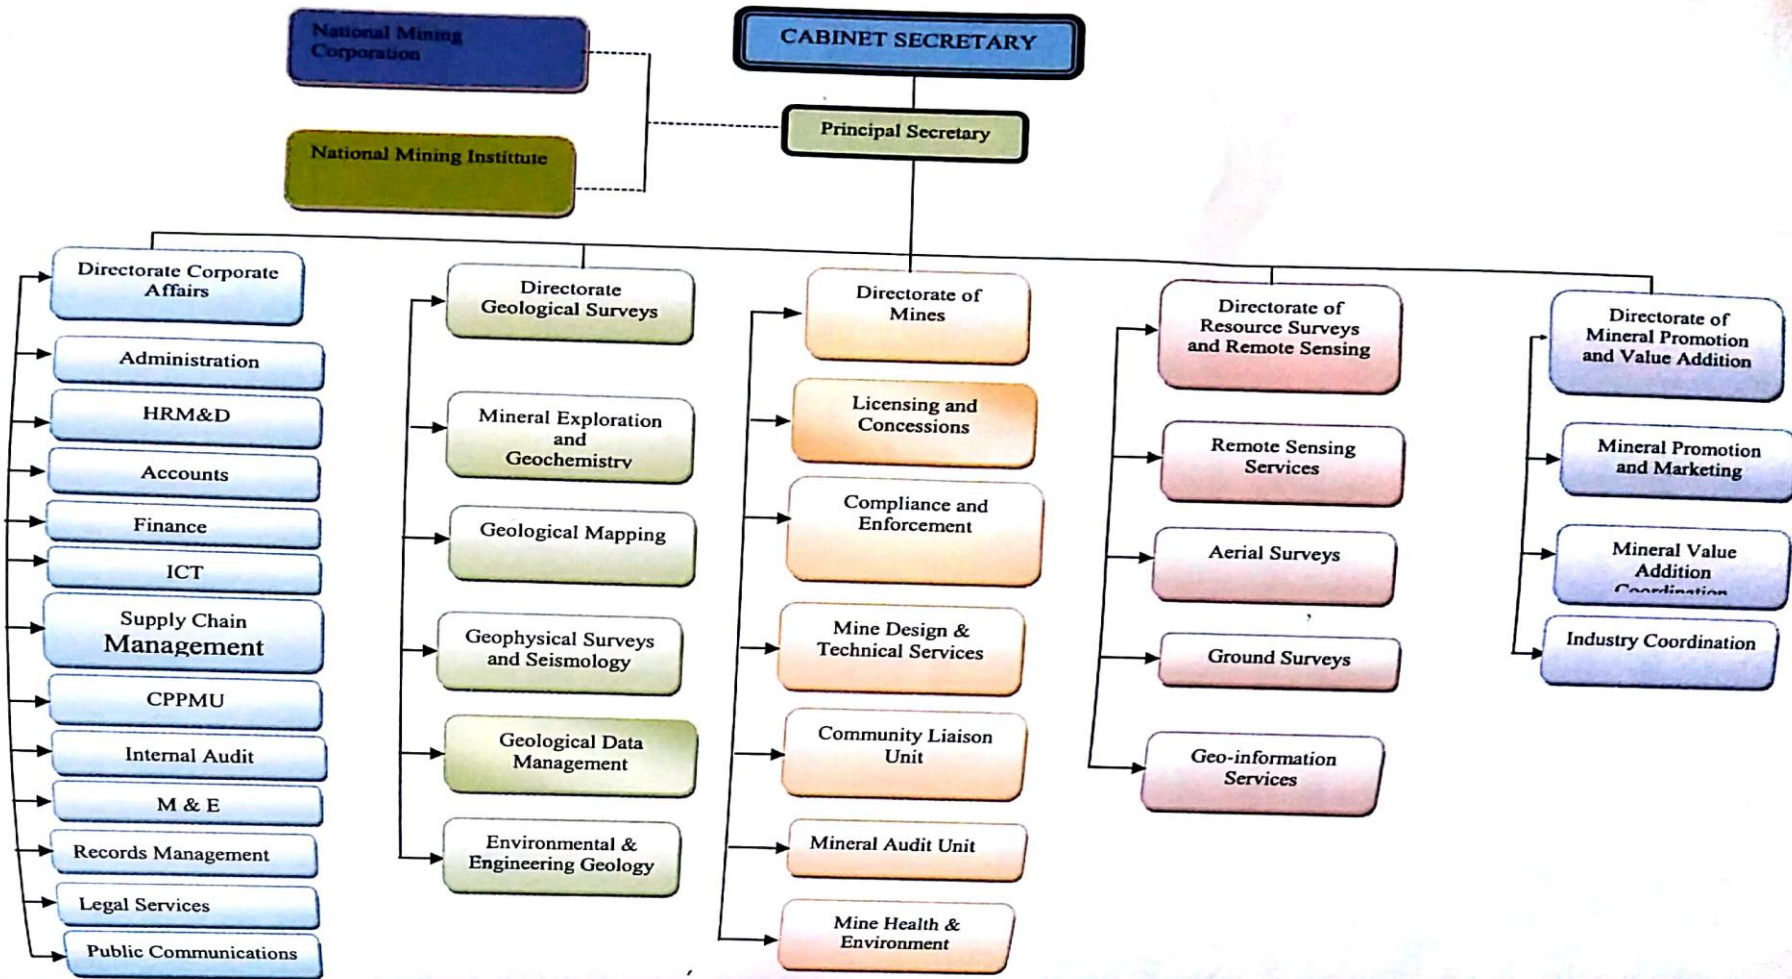 National Mining
Corporation
CABINET SECRETARY
Principal Secretary
National Mining Institute
Directorate Corporate
Affairs
Administration
HRM&D
Accounts
Finance
ICT
Supply Chain
Management
CPPMU
Internal Audit
M & E
Records Management
Legal Services
Public Communications
Directorate
Geological Surveys
Mineral Exploration
and
Geochemistry
Geological Mapping
Geophysical Surveys
and Seismology
Geological Data
Management
Environmental &
Engineering Geology
Directorate of
Mines
Licensing and
Concessions
Compliance and
Enforcement
Mine Design &
Technical Services
Community Liaison
Unit
Mineral Audit Unit
Mine Health &
Environment
Directorate of
Resource Surveys
and Remote Sensing
Remote Sensing
Services
Aerial Surveys
Ground Surveys
Geo-information
Services
Directorate of
Mineral Promotion
and Value Addition
Mineral Promotion
and Marketing
Mineral Value
Addition
Coordination
Industry Coordination